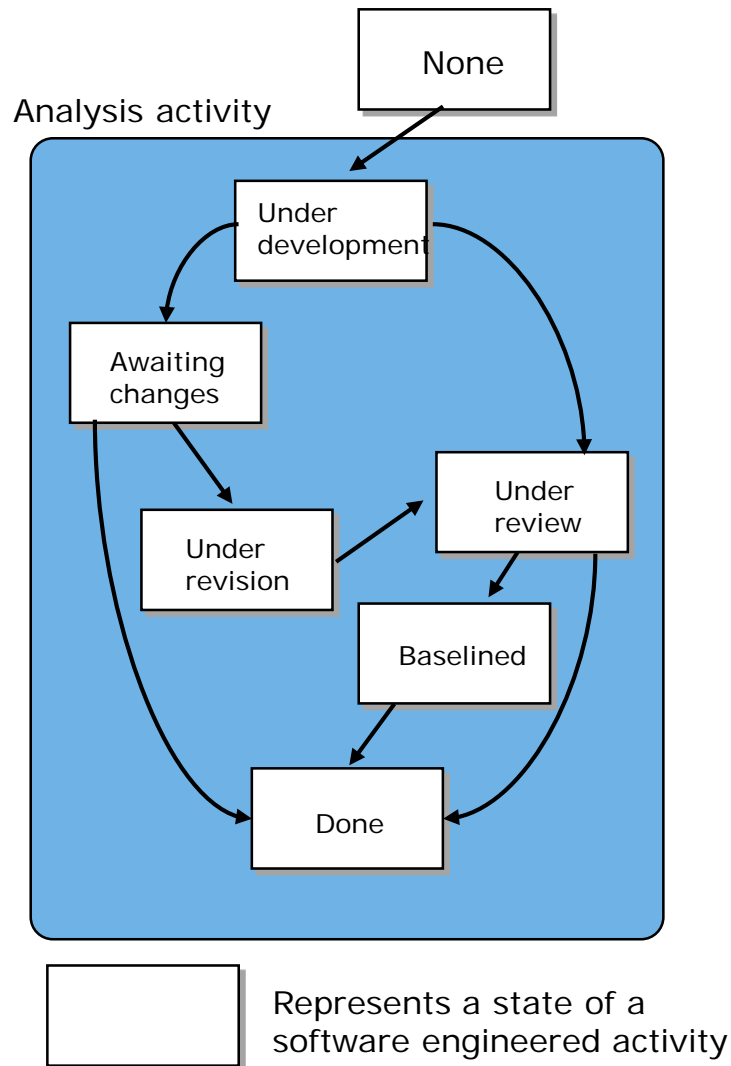 None
Analysis activity
Under
development
Awaiting
changes
Under
review
Under
revision
Baselined
Done
Represents a state of a
software engineered activity